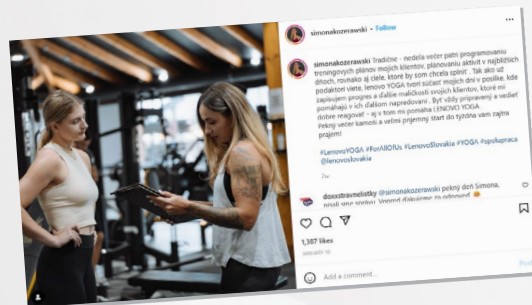 simonakozerawski • Follow
simonakozerawski Tradične - nedeľa večer patrí programovaniu
treningových plánov mojich klientov, plánovaniu aktivít v najbližších
dňoch, rovnako aj ciele, ktoré by som chcela splniť. Tak ako už
podaktorí viete, lenovo YOGA tvorí súčasť mojich dní v posilke, kde
zapisujem progres a ďalšie maličkosti svojich klientov, ktoré mi
pomáhajú v ich ďalšom napredovaní. Byť vždy pripravený a vedieť
dobre reagovať - aj v tom mi pomáha LENOVO YOGA.
Pekný večer kamoši a veľmi príjemný štart do týždňa vám zajtra
prajem!
#LenovoYOGA #ForAllOfUs #LenovoSlovakia #YOGA #spolupraca
@lenovoslovakia
7w
doxxstravnelistky @simonakozerawski pekný deň Simona,
1,387 likes
JANUARY
Add a comment...
Post